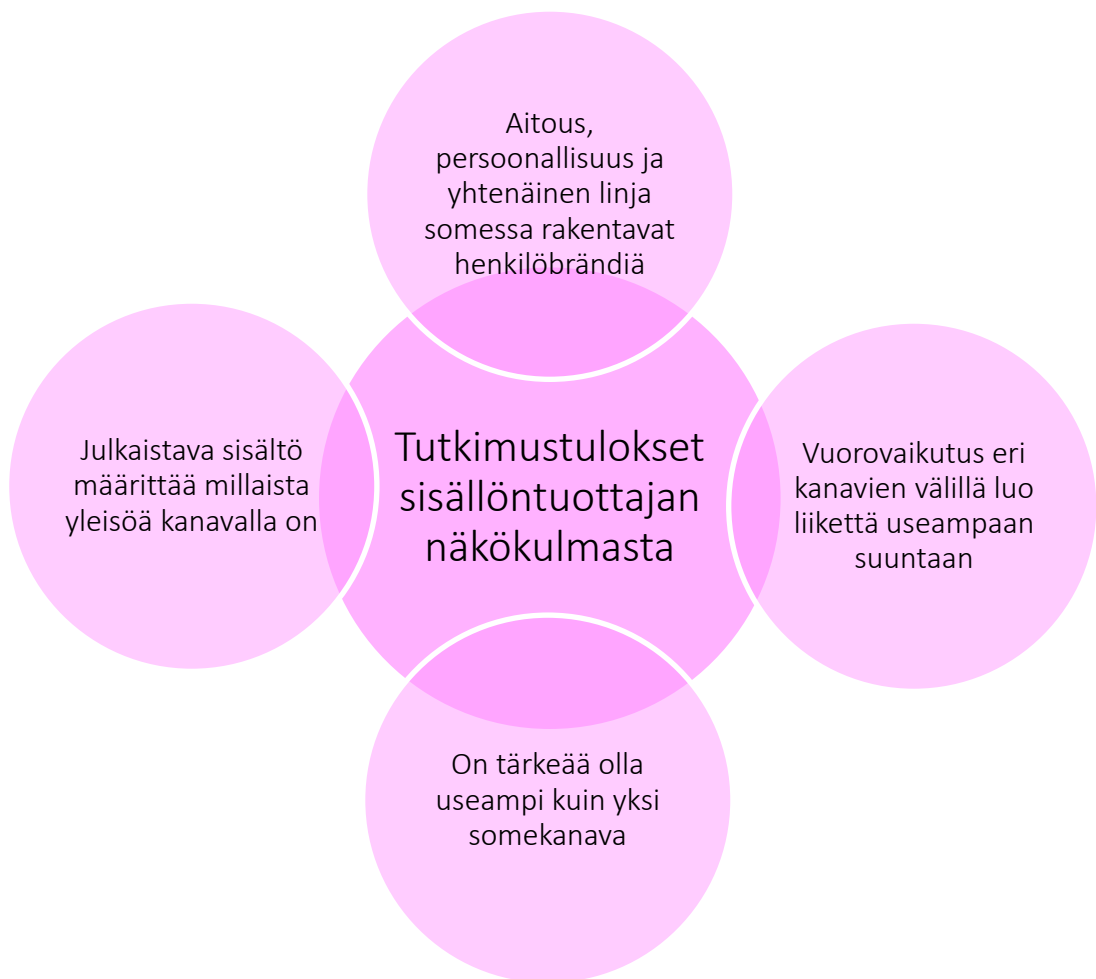 Aitous,
persoonallisuus ja
yhtenäinen linja
somessa rakentavat
henkilöbrändiä
Julkaistava sisältö
määrittää millaista
yleisöä kanavalla on
Tutkimustulokset
sisällöntuottajan
näkökulmasta
Vuorovaikutus eri
kanavien välillä luo
liikettä useampaan
suuntaan
On tärkeää olla
useampi kuin yksi
somekanava